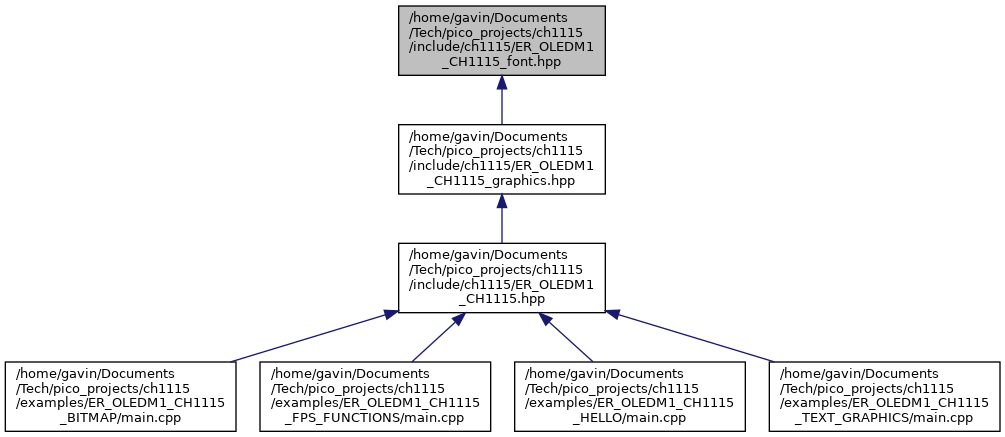 /home/gavin/Documents
/Tech/pico_projects/ch1115
/include/ch1115/ER_OLEDM1
_CH1115_font.hpp
/home/gavin/Documents
/Tech/pico_projects/ch1115
/include/ch1115/ER_OLEDM1
_CH1115_graphics.hpp
/home/gavin/Documents
/Tech/pico_projects/ch1115
/include/ch1115/ER_OLEDM1
_CH1115.hpp
/home/gavin/Documents
/Tech/pico_projects/ch1115
/examples/ER_OLEDM1_CH1115
_BITMAP/main.cpp
/home/gavin/Documents
/Tech/pico_projects/ch1115
/examples/ER_OLEDM1_CH1115
_FPS_FUNCTIONS/main.cpp
/home/gavin/Documents
/Tech/pico_projects/ch1115
/examples/ER_OLEDM1_CH1115
_HELLO/main.cpp
/home/gavin/Documents
/Tech/pico_projects/ch1115
/examples/ER_OLEDM1_CH1115
_TEXT_GRAPHICS/main.cpp